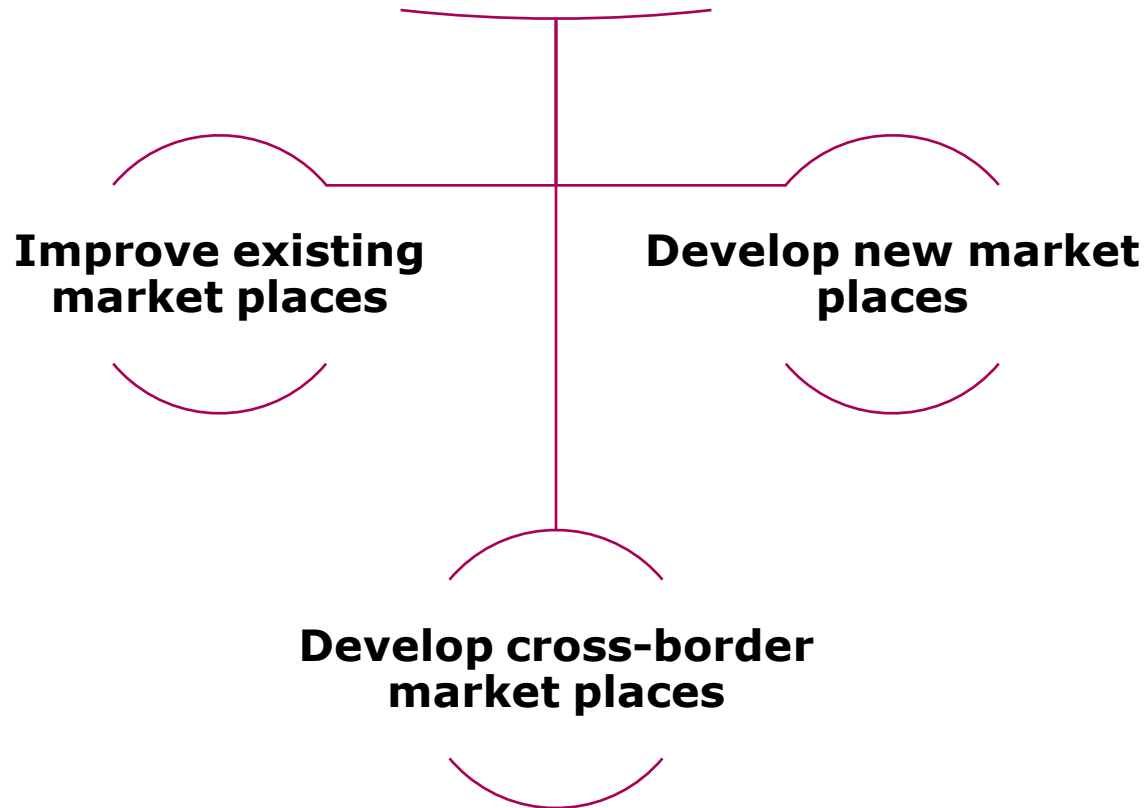 Improve existing
market places
Develop new market
places
Develop cross-border
market places